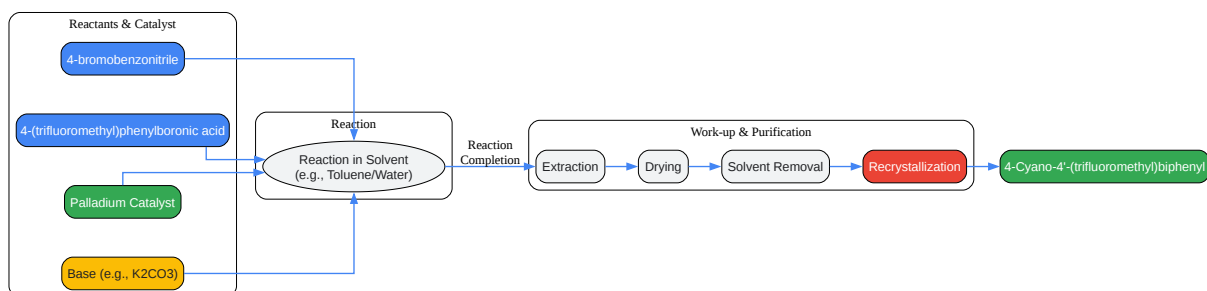 Reactants & Catalyst
4-bromobenzonitrile
4-(trifluoromethyl)phenylboronic acid
Palladium Catalyst
Base (e.g., K2CO3)
Reaction
Reaction in Solvent
(e.g., Toluene/Water)
Reaction
Completion
Work-up & Purification
Extraction
Drying
Solvent Removal
Recrystallization
4-Cyano-4'-(trifluoromethyl)biphenyl